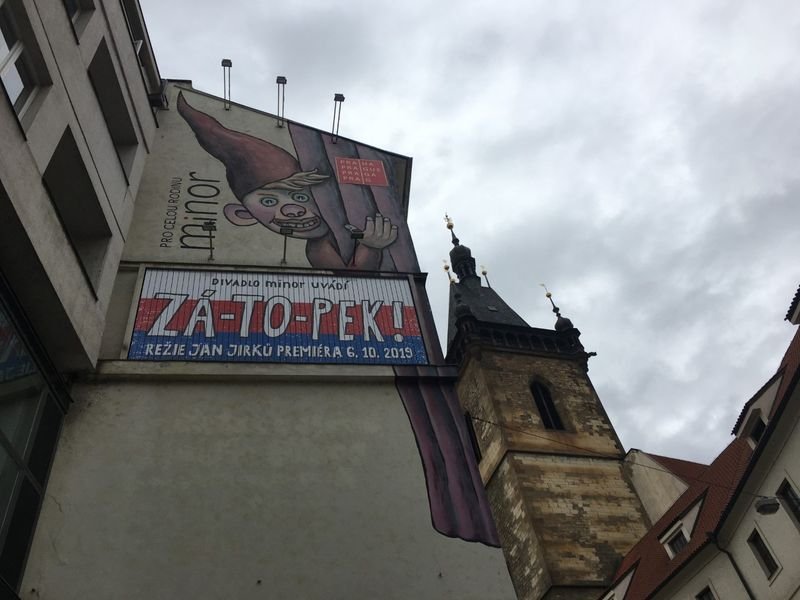 PRO CELOU RODINU
minor
PRAHA
PRAGUE
PRAGA
PRAG
DIVADLO minor UVÁDÍ
ZÁ-TO-PEK!
REŽIE JAN JIRKŮ PREMIÉRA 6. 10. 2019